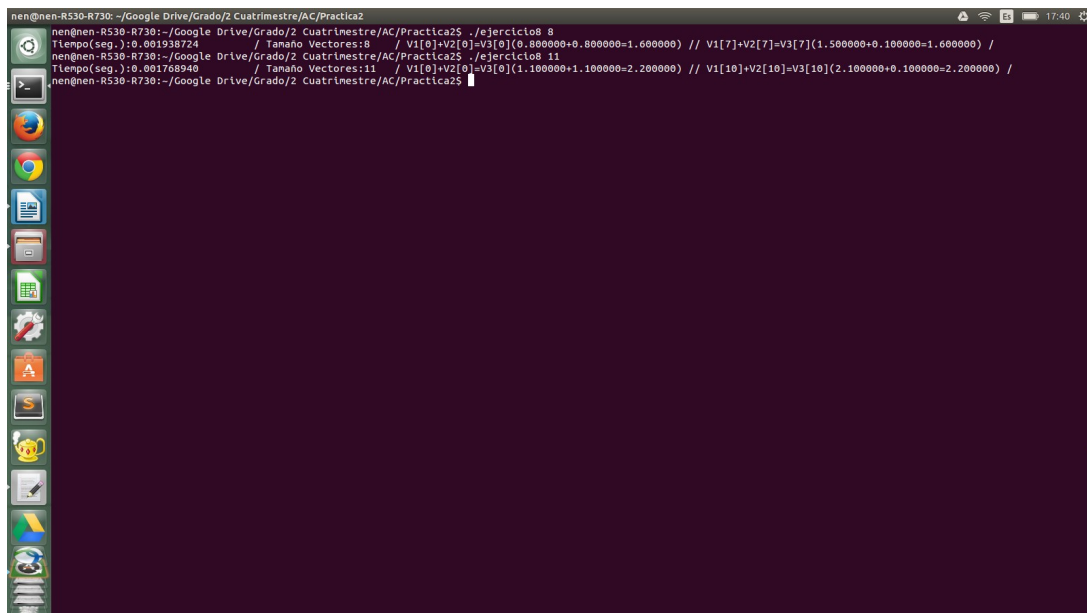 nen@nen-R530-R730: ~/Google Drive/Grado/2 Cuatrimestre/AC/Practica2
Es
17:40
nen@nen-R530-R730:~/Google Drive/Grado/2 Cuatrimestre/AC/Practica2$ ./ejercicio8 8
Tiempo(seg.):0.001938724 / Tamaño Vectores:8 / V1[0]+V2[0]=V3[0](0.800000+0.800000=1.600000) // V1[7]+V2[7]=V3[7](1.500000+0.100000=1.600000) /
nen@nen-R530-R730:~/Google Drive/Grado/2 Cuatrimestre/AC/Practica2$ ./ejercicio8 11
Tiempo(seg.):0.001768940 / Tamaño Vectores:11 / V1[0]+V2[0]=V3[0](1.100000+1.100000=2.200000) // V1[10]+V2[10]=V3[10](2.100000+0.100000=2.200000) /
nen@nen-R530-R730:~/Google Drive/Grado/2 Cuatrimestre/AC/Practica2$